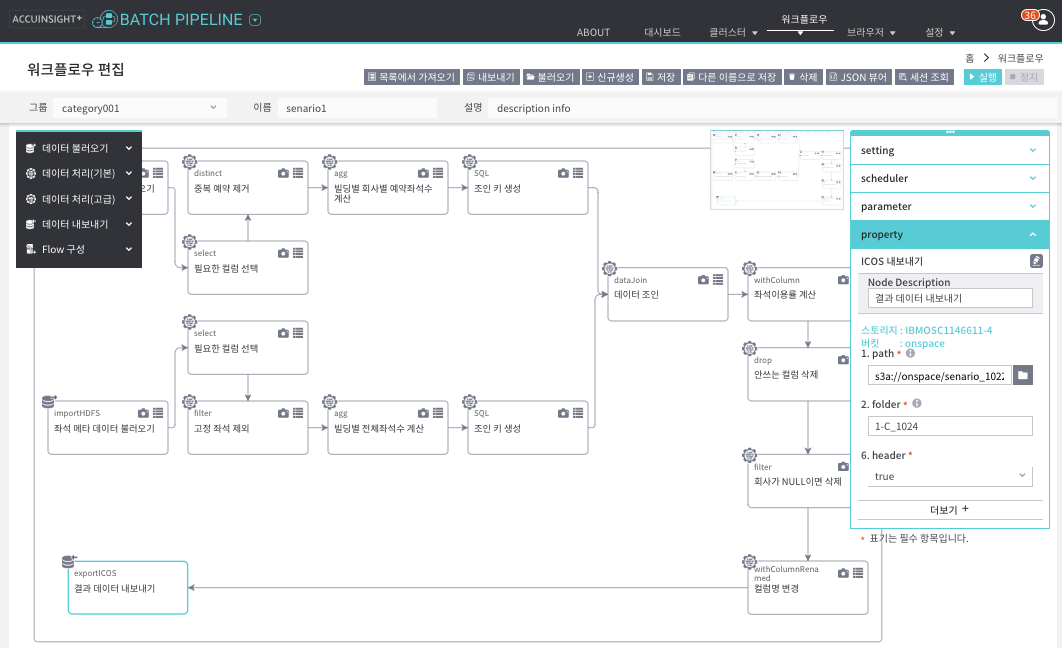 ACCUINSIGHT+
BATCH PIPELINE
36
ABOUT
대시보드
클러스터
워크플로우
브라우저
설정
홈
워크플로우
워크플로우 편집
목록에서 가져오기
내보내기
불러오기
신규생성
저장
다른 이름으로 저장
삭제
JSON 뷰어
세션 조회
실행
정지
그룹
category001
이름
senario1
설명
description info
데이터 불러오기
데이터 처리(기본)
데이터 처리(고급)
데이터 내보내기
Flow 구성
오기
distinct
중복 예약 제거
agg
빌딩별 회사별 예약좌석수
계산
SQL
조인 키 생성
select
필요한 컬럼 선택
dataJoin
데이터 조인
withColumn
좌석이용률 계산
select
필요한 컬럼 선택
drop
안쓰는 컬럼 삭제
importHDFS
좌석 메타 데이터 불러오기
filter
고정 좌석 제외
agg
빌딩별 전체좌석수 계산
SQL
조인 키 생성
filter
회사가 NULL이면 삭제
exportICOS
결과 데이터 내보내기
withColumnRena
med
컬럼명 변경
setting
scheduler
parameter
property
ICOS 내보내기
Node Description
결과 데이터 내보내기
스토리지 : IBMOSC1146611-4
버킷 : onspace
1. path *
s3a://onspace/senario_1022
2. folder *
1-C_1024
6. header *
true
더보기 +
* 표기는 필수 항목입니다.